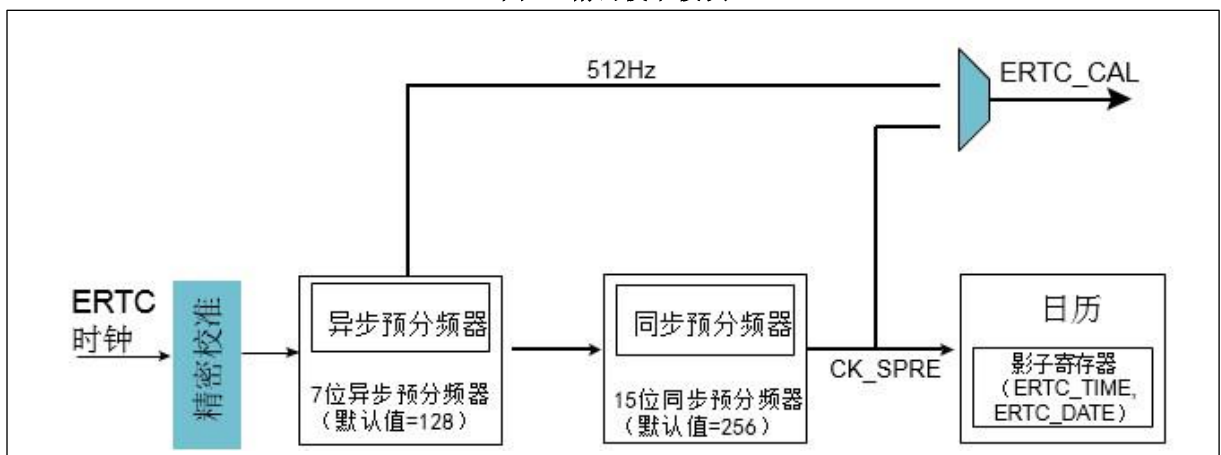 512Hz
ERTC_CAL
ERTC
时钟
精密校准
异步预分频器
7位异步预分频器
（默认值=128）
同步预分频器
15位同步预分频器
（默认值=256）
CK_SPRE
日历
影子寄存器
（ERTC_TIME,
ERTC_DATE）